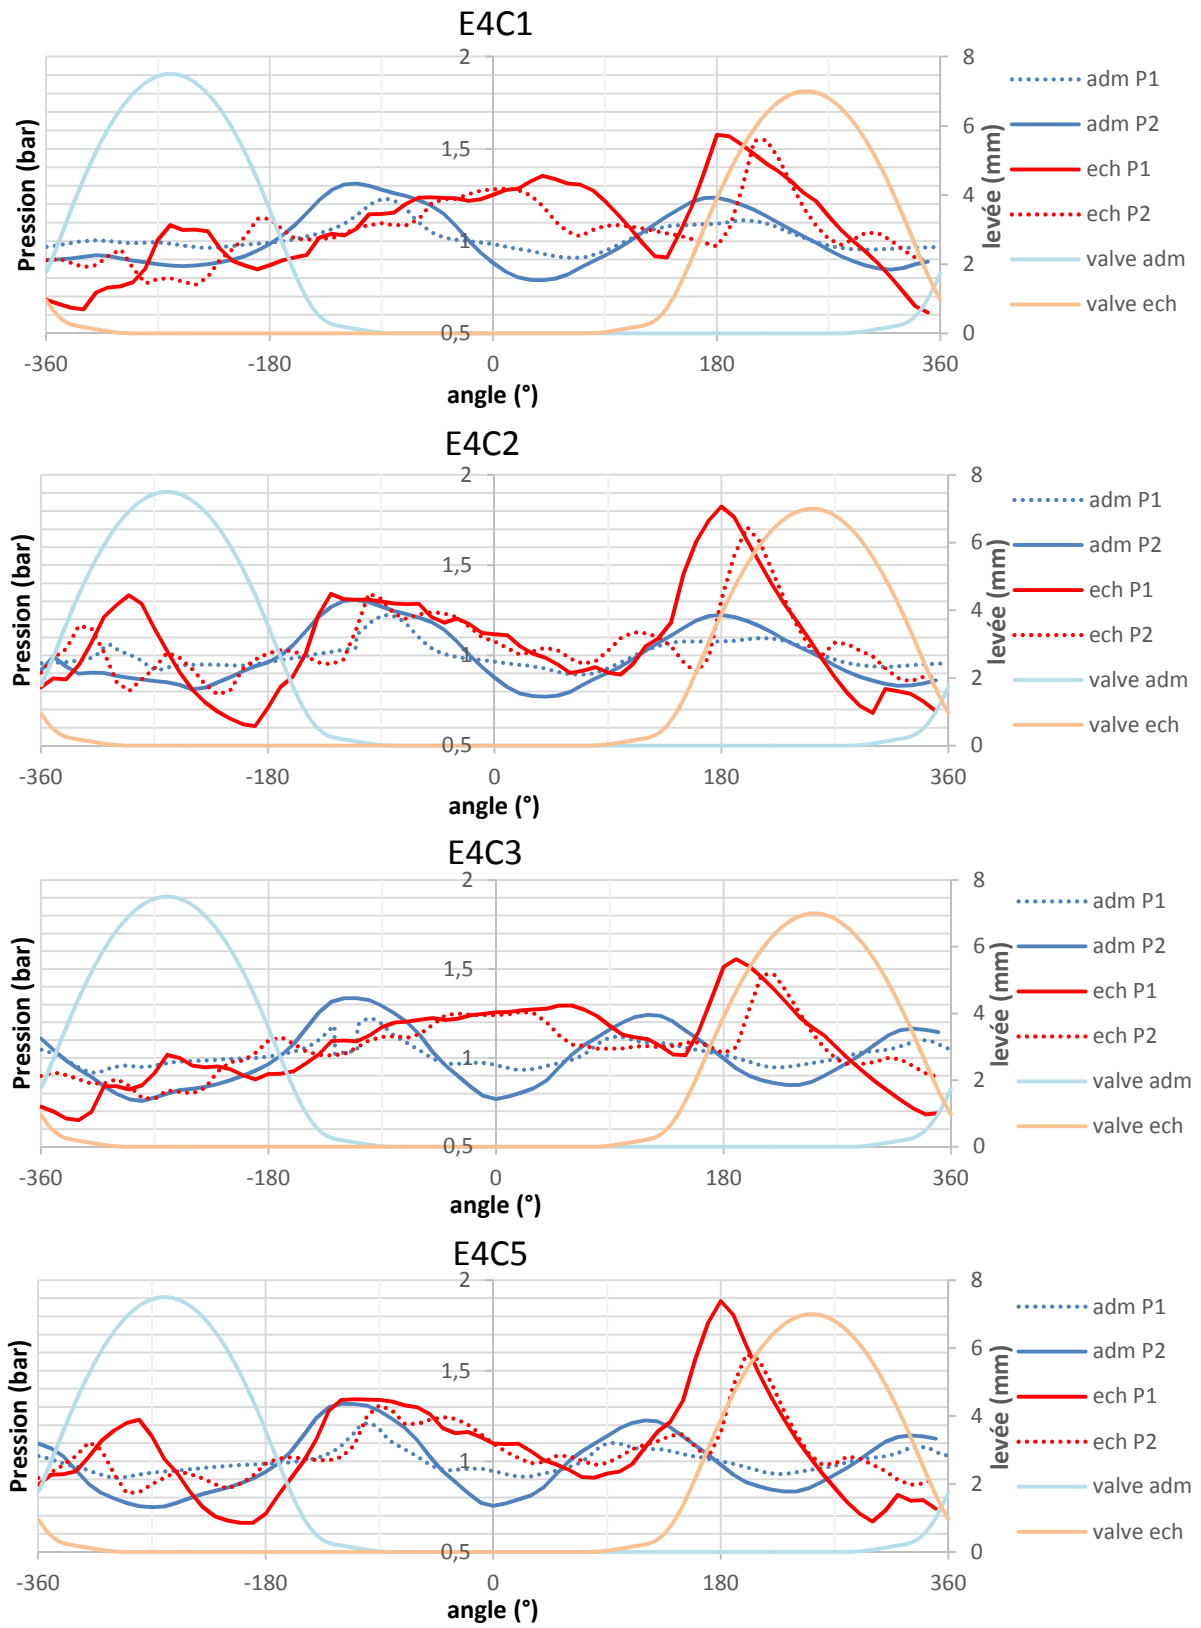 E4C1
2
8
1,5
6
1
4
2
0,5
0
-360
-180
0
180
360
Pression (bar)
levée (mm)
angle (°)
adm P1
adm P2
ech P1
ech P2
valve adm
valve ech
E4C2
2
8
1,5
6
1
4
2
0,5
0
-360
-180
0
180
360
Pression (bar)
levée (mm)
angle (°)
adm P1
adm P2
ech P1
ech P2
valve adm
valve ech
E4C3
2
8
1,5
6
1
4
2
0,5
0
-360
-180
0
180
360
Pression (bar)
levée (mm)
angle (°)
adm P1
adm P2
ech P1
ech P2
valve adm
valve ech
E4C5
2
8
1,5
6
1
4
2
0,5
0
-360
-180
0
180
360
Pression (bar)
levée (mm)
angle (°)
adm P1
adm P2
ech P1
ech P2
valve adm
valve ech